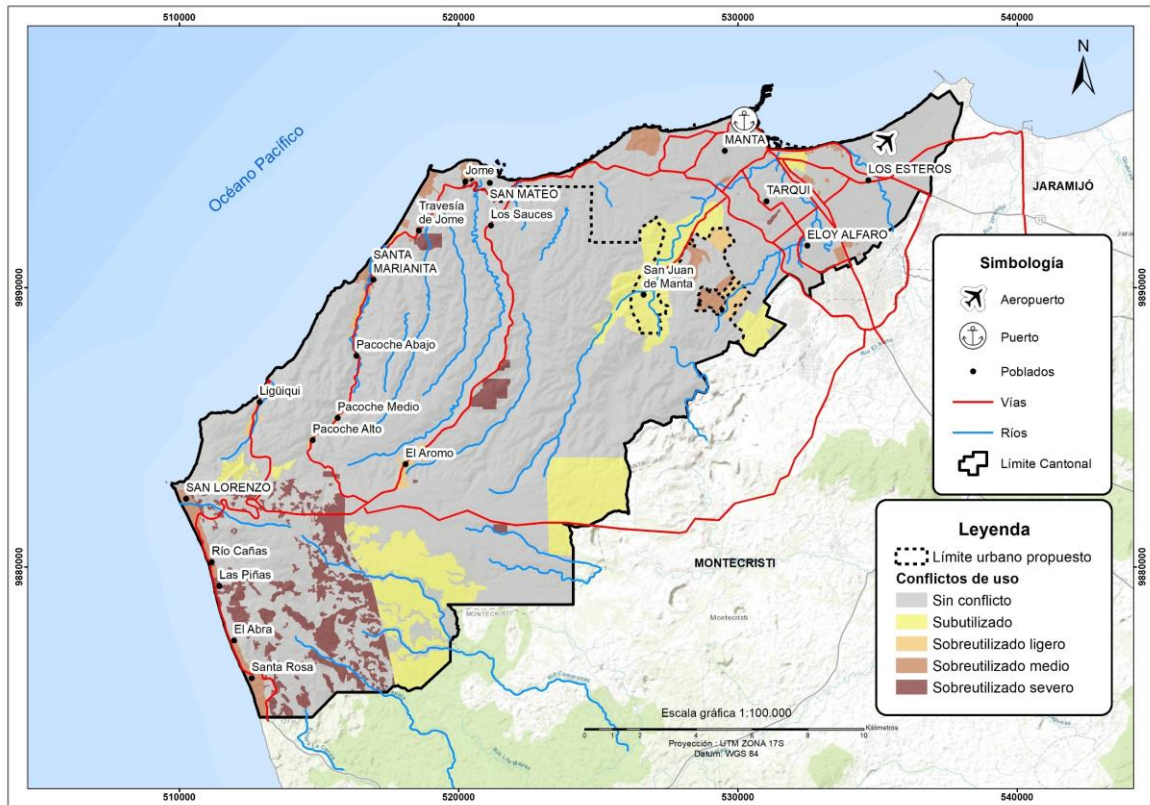 510000
520000
530000
540000
N
Océano Pacífico
MANTA
LOS ESTEROS
Jome
SAN MATEO
TARQUI
JARAMIJÓ
Travesía
de Jome
Los Sauces
ELOY ALFARO
SANTA
MARIANITA
San Juan
de Manta
9890000
9890000
Pacoche Abajo
Ligüiqui
Pacoche Medio
Pacoche Alto
El Aromo
SAN LORENZO
Río Cañas
Las Piñas
9880000
9880000
MONTECRISTI
MONTECRISTI
Montecristi
El Abra
Santa Rosa
Simbología
Aeropuerto
Puerto
Poblados
Vías
Ríos
Límite Cantonal
Leyenda
Límite urbano propuesto
Conflictos de uso
Sin conflicto
Subutilizado
Sobreutilizado ligero
Sobreutilizado medio
Sobreutilizado severo
Escala gráfica 1:100.000
0 2 4 6 8 10 Kilómetros
Proyección : UTM ZONA 17S
Datum: WGS 84
510000
520000
530000
540000